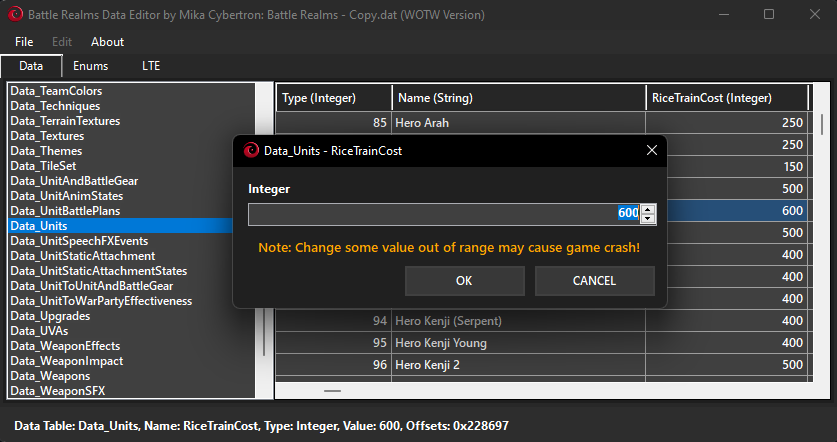 Battle Realms Data Editor by Mika Cybertron: Battle Realms - Copy.dat (WOTW Version)
File Edit About
Data Enums LTE
Data_TeamColors
Data_Techniques
Data_TerrainTextures
Data_Textures
Data_Themes
Data_TileSet
Data_UnitAndBattleGear
Data_UnitAnimStates
Data_UnitBattlePlans
Data_Units
Data_UnitSpeechFXEvents
Data_UnitStaticAttachment
Data_UnitStaticAttachmentStates
Data_UnitToUnitAndBattleGear
Data_UnitToWarPartyEffectiveness
Data_Upgrades
Data_UVAs
Data_WeaponEffects
Data_WeaponImpact
Data_Weapons
Data_WeaponSFX
Type (Integer) Name (String) RiceTrainCost (Integer)
85 Hero Arah 250
250
150
500
600
500
400
400
400
94 Hero Kenji (Serpent) 400
95 Hero Kenji Young 400
96 Hero Kenji 2 500
Data_Units - RiceTrainCost
Integer
600
Note: Change some value out of range may cause game crash!
OK CANCEL
Data Table: Data_Units, Name: RiceTrainCost, Type: Integer, Value: 600, Offsets: 0x228697